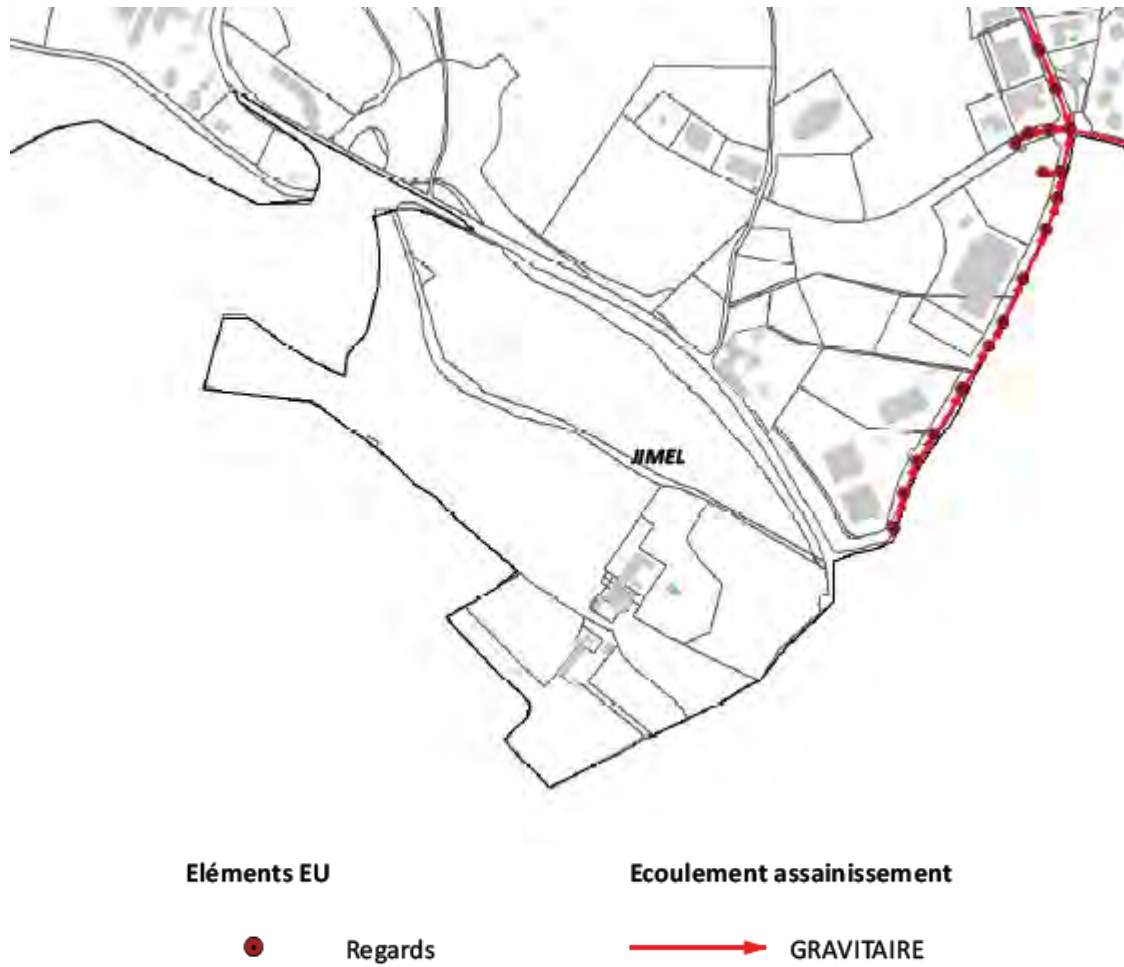 JIMEL
Eléments EU
Ecoulement assainissement
Regards
GRAVITAIRE